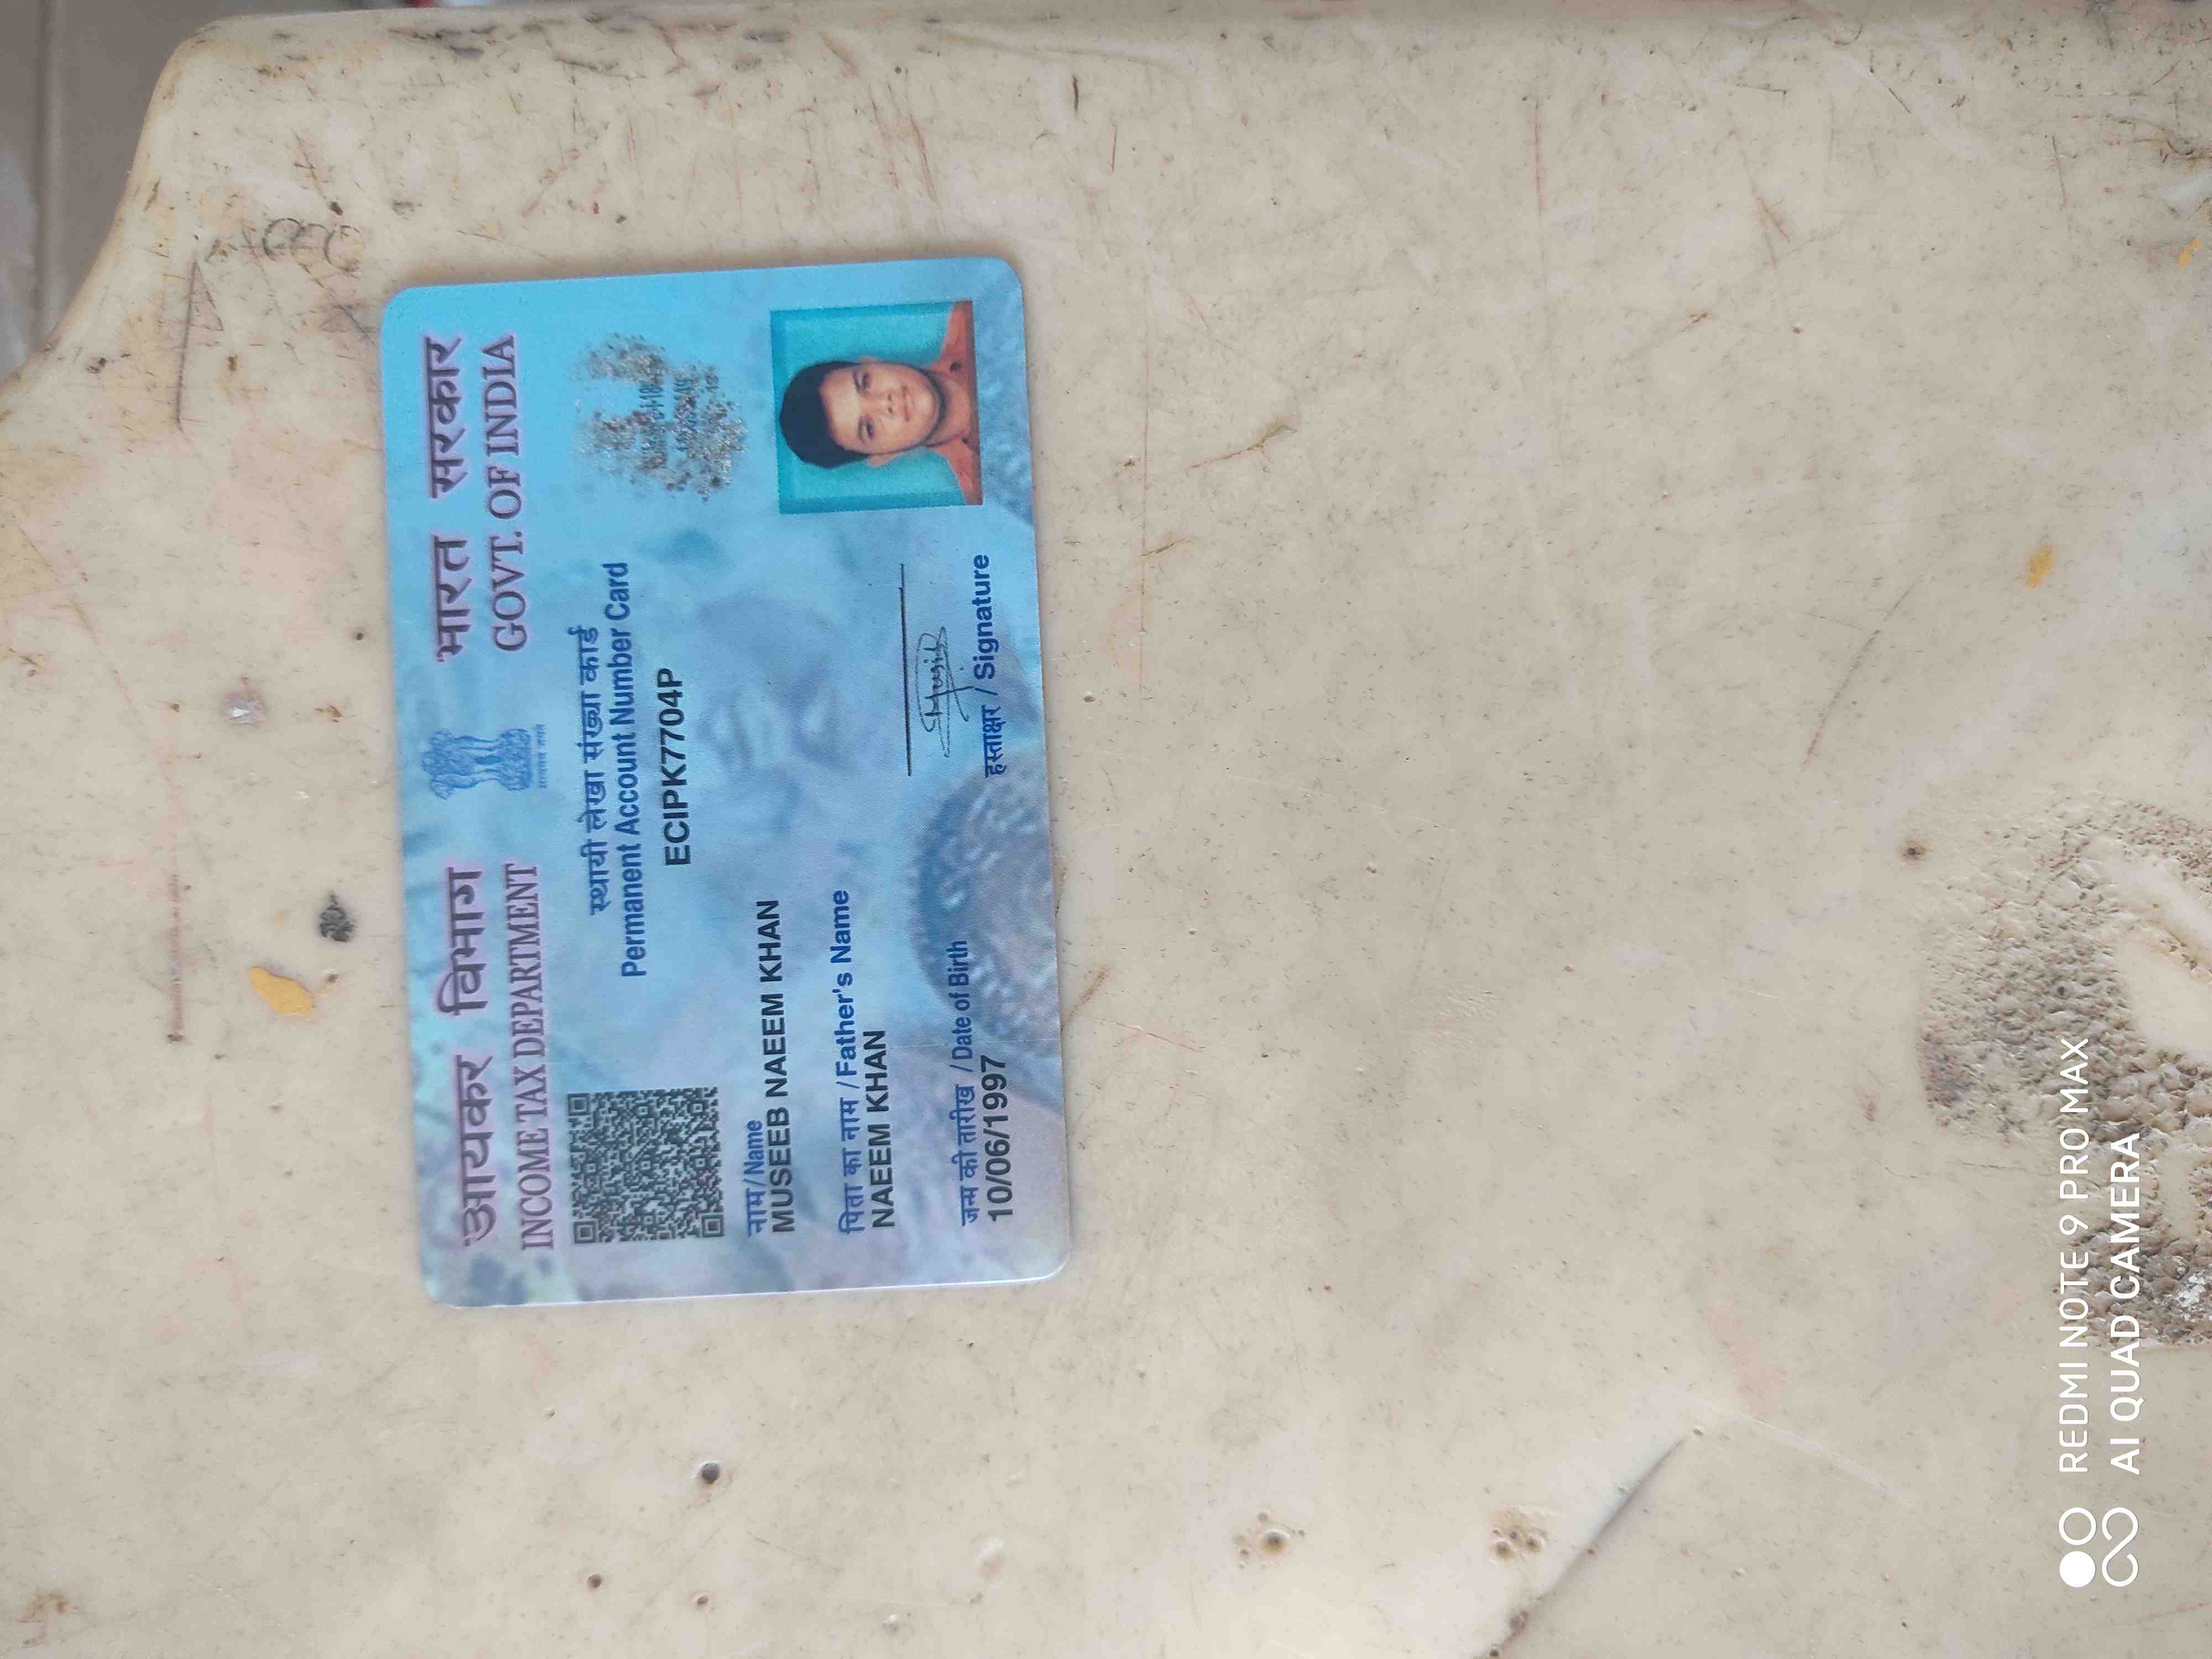 आयकर विभाग
INCOME TAX DEPARTMENT
भारत सरकार
GOVT. OF INDIA
स्थायी लेखा संख्या कार्ड
Permanent Account Number Card
ECIPK7704P
नाम / Name
MUSEEB NAEEM KHAN
पिता का नाम / Father's Name
NAEEM KHAN
जन्म की तारीख / Date of Birth
10/06/1997
हस्ताक्षर / Signature
REDMI NOTE 9 PRO MAX
AI QUAD CAMERA